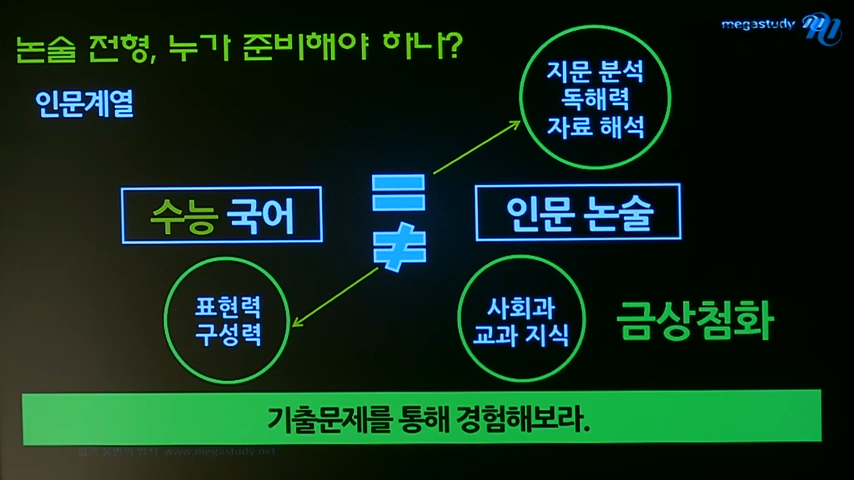 megastudy
논술 전형, 누가 준비해야 하나?
인문계열
지문 분석
독해력
자료 해석
=
≠
수능 국어
인문 논술
표현력
구성력
사회과
교과 지식
금상첨화
기출문제를 통해 경험해보라.
www.megastudy.net